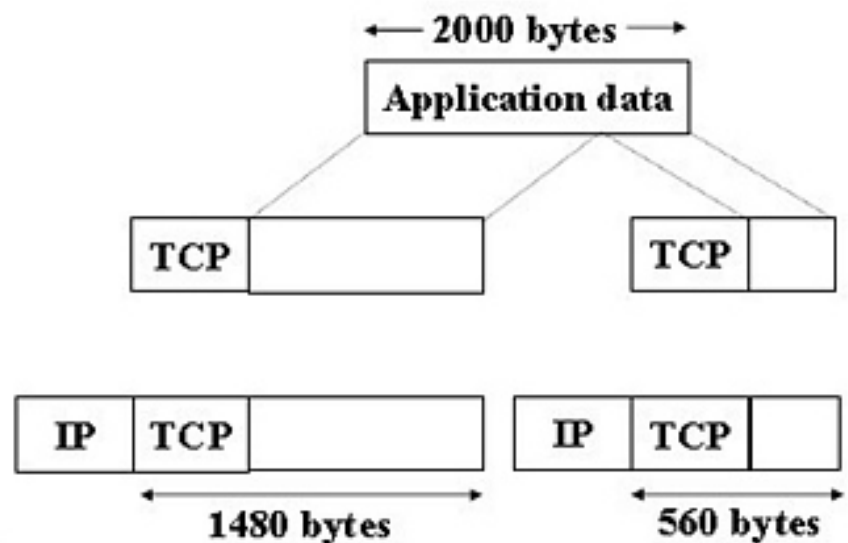 2000 bytes
Application data
TCP
TCP
IP TCP
IP TCP
1480 bytes
560 bytes